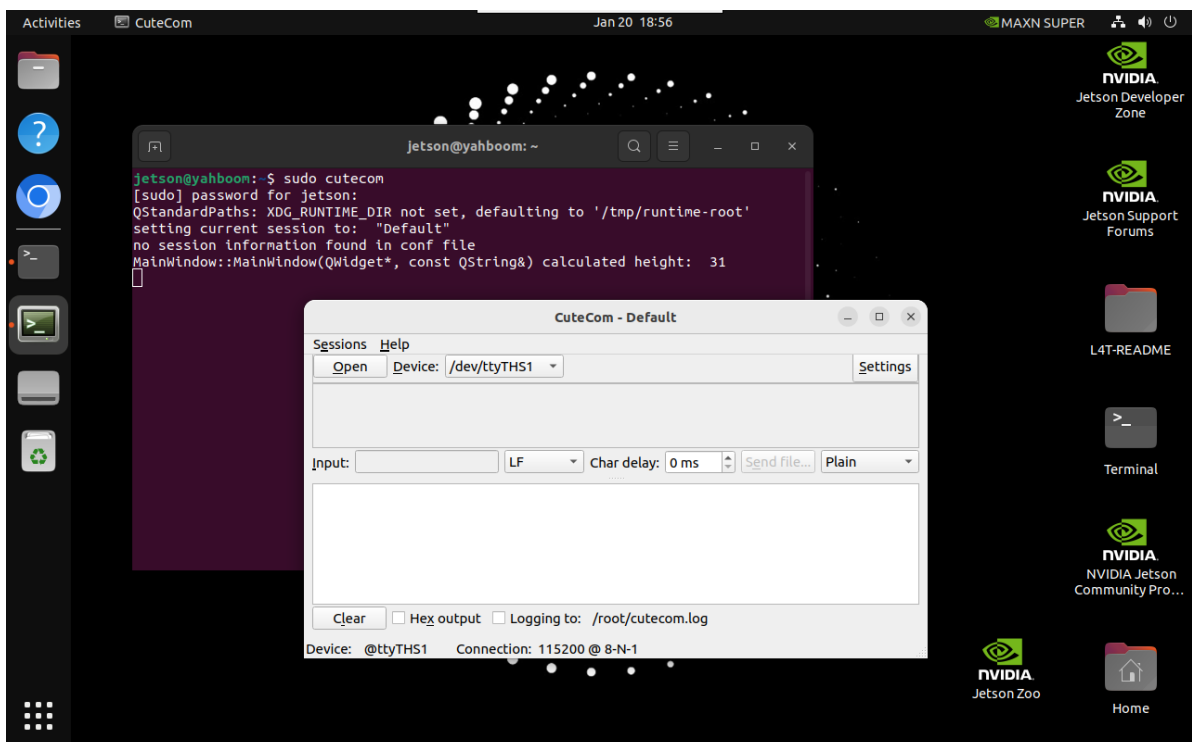 Activities
CuteCom
Jan 20 18:56
MAXN SUPER
NVIDIA.
Jetson Developer
Zone
NVIDIA.
Jetson Support
Forums
L4T-README
Terminal
NVIDIA.
NVIDIA Jetson
Community Pro...
NVIDIA.
Jetson Zoo
Home
jetson@yahboom: ~
jetson@yahboom:~$ sudo cutecom
[sudo] password for jetson:
QStandardPaths: XDG_RUNTIME_DIR not set, defaulting to '/tmp/runtime-root'
setting current session to:  "Default"
no session information found in conf file
MainWindow::MainWindow(QWidget*, const QString&) calculated height:  31
CuteCom - Default
Sessions Help
Open Device: /dev/ttyTHS1 Settings
Input: LF Char delay: 0 ms Send file... Plain
Clear Hex output Logging to: /root/cutecom.log
Device: @ttyTHS1 Connection: 115200 @ 8-N-1